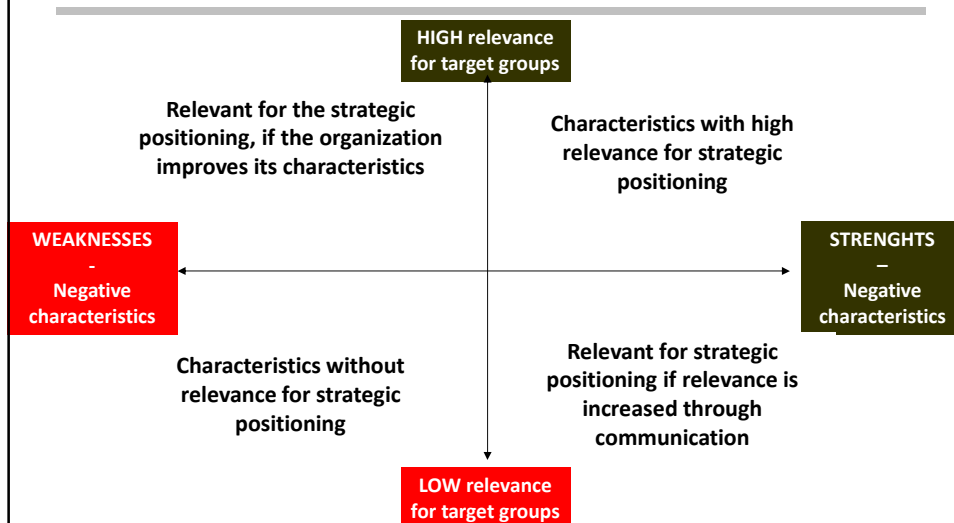 HIGH relevance
for target groups
Relevant for the strategic
positioning, if the organization
improves its characteristics
Characteristics with high
relevance for strategic
positioning
WEAKNESSES
-
Negative
characteristics
STRENGHTS
–
Negative
characteristics
Characteristics without
relevance for strategic
positioning
Relevant for strategic
positioning if relevance is
increased through
communication
LOW relevance
for target groups